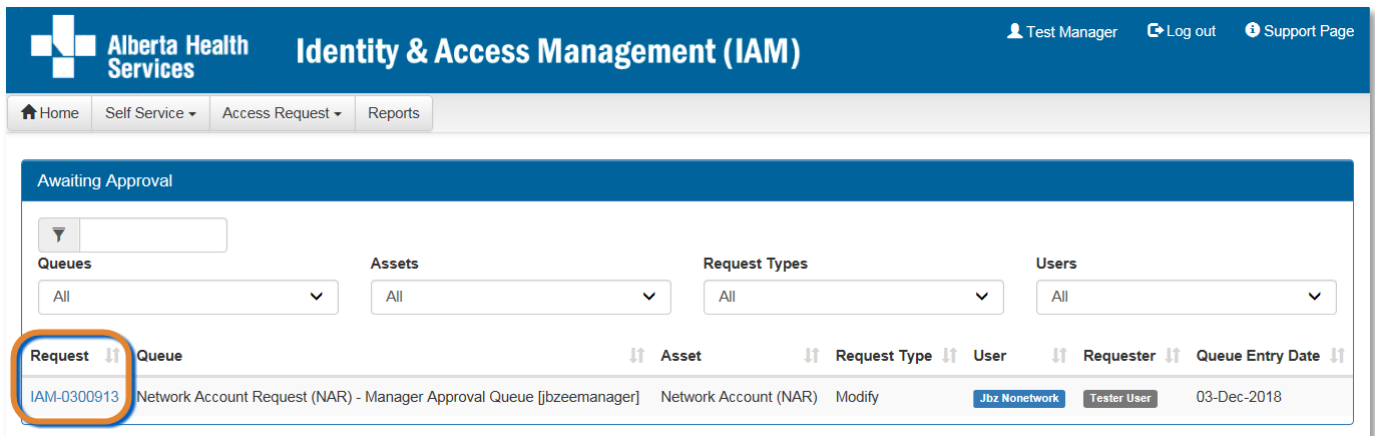 Alberta Health Services
Identity & Access Management (IAM)
Test Manager Log out Support Page
Home Self Service Access Request Reports
Awaiting Approval
Queues Assets Request Types Users
All All All All
Request Queue Asset Request Type User Requester Queue Entry Date
IAM-0300913 Network Account Request (NAR) - Manager Approval Queue [jbzeemanager] Network Account (NAR) Modify Jbz Nonetwork Tester User 03-Dec-2018